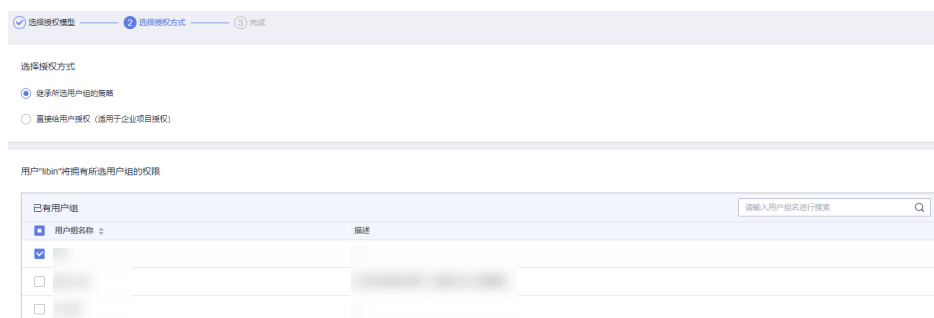 选择授权模型 2 选择授权方式 3 完成
选择授权方式
继承所选用户组的策略
直接给用户授权（适用于企业项目授权）
用户"libin"将拥有所选用户组的权限
已有用户组 请输入用户组名进行搜索
用户组名称 描述